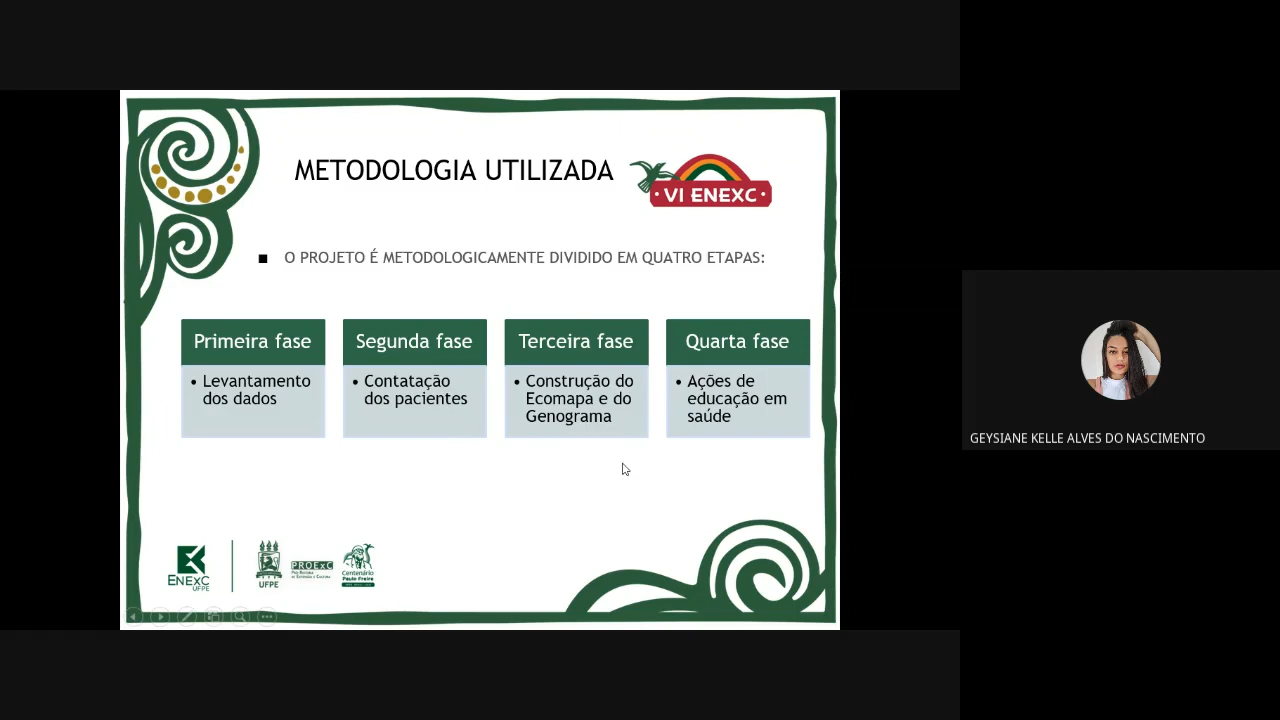 METODOLOGIA UTILIZADA
VI ENEXC
O PROJETO É METODOLOGICAMENTE DIVIDIDO EM QUATRO ETAPAS:
Primeira fase
• Levantamento
dos dados
Segunda fase
• Contatação
dos pacientes
Terceira fase
• Construção do
Ecomapa e do
Genograma
Quarta fase
• Ações de
educação em
saúde
GEYSIANE KELLE ALVES DO NASCIMENTO
ENEXC
UFPE
UFPE
PROExC
Centenário
Paulo Freire